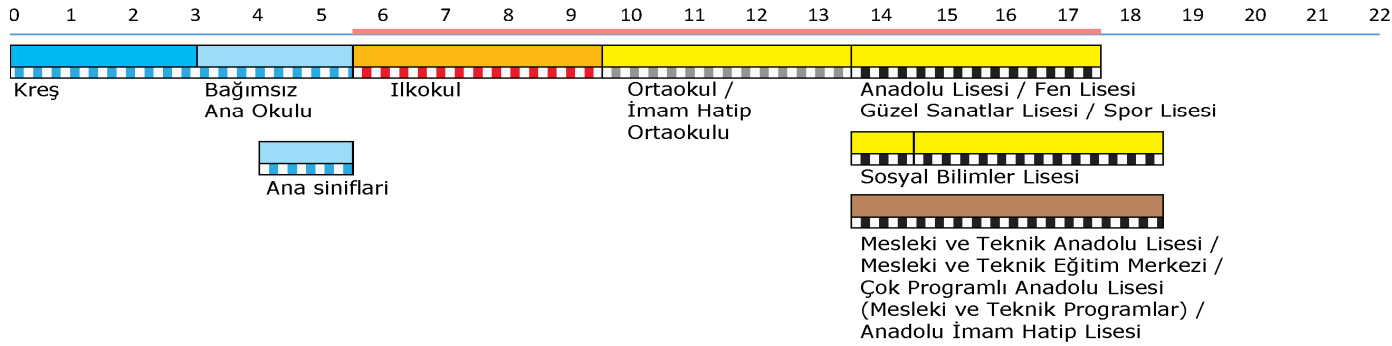 0 1 2 3 4 5 6 7 8 9 10 11 12 13 14 15 16 17 18 19 20 21 22
Kreş
Bağımsız
Ana Okulu
Ana siniflari
Ilkokul
Ortaokul /
İmam Hatip
Ortaokulu
Anadolu Lisesi / Fen Lisesi
Güzel Sanatlar Lisesi / Spor Lisesi
Sosyal Bilimler Lisesi
Mesleki ve Teknik Anadolu Lisesi /
Mesleki ve Teknik Eğitim Merkezi /
Çok Programlı Anadolu Lisesi
(Mesleki ve Teknik Programlar) /
Anadolu İmam Hatip Lisesi